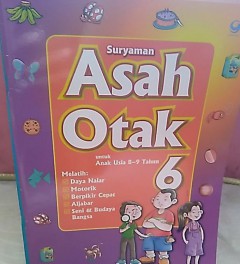 Suryaman
Asah
Otak
untuk
Anak Usia 8-9 Tahun
6
Melatih:
Daya Nalar
Motorik
Berpikir Cepat
Aljabar
Seni & Budaya
Bangsa